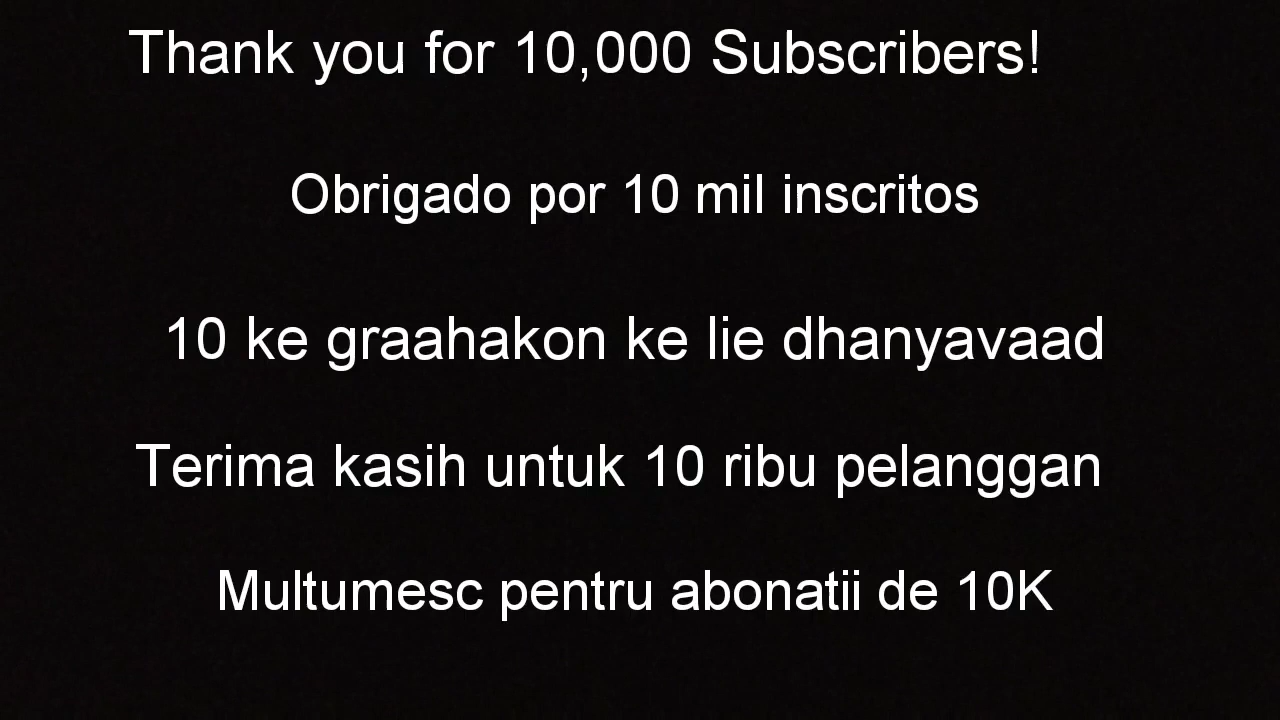 Thank you for 10,000 Subscribers!
Obrigado por 10 mil inscritos
10 ke graahakon ke lie dhanyavaad
Terima kasih untuk 10 ribu pelanggan
Multumesc pentru abonatii de 10K